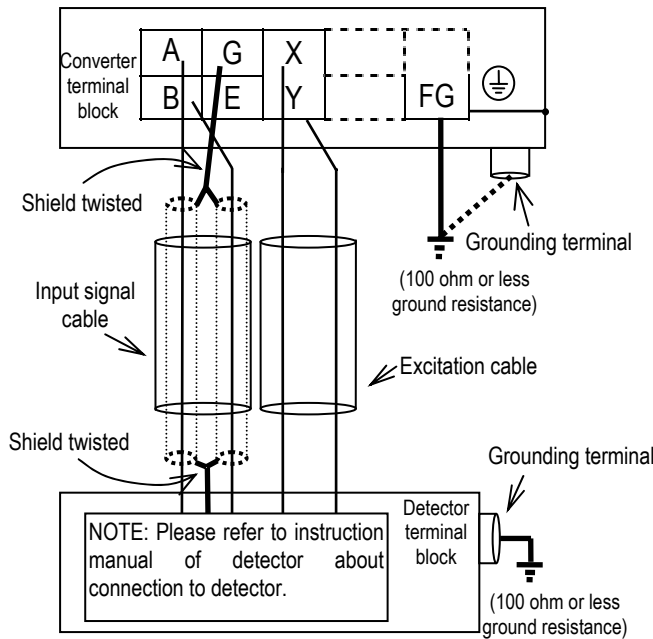 Converter
terminal
block
A
G
X
B
E
Y
FG
Shield twisted
Grounding terminal
(100 ohm or less
ground resistance)
Input signal
cable
Excitation cable
Shield twisted
Grounding terminal
NOTE: Please refer to instruction
manual of detector about
connection to detector.
Detector
terminal
block
(100 ohm or less
ground resistance)